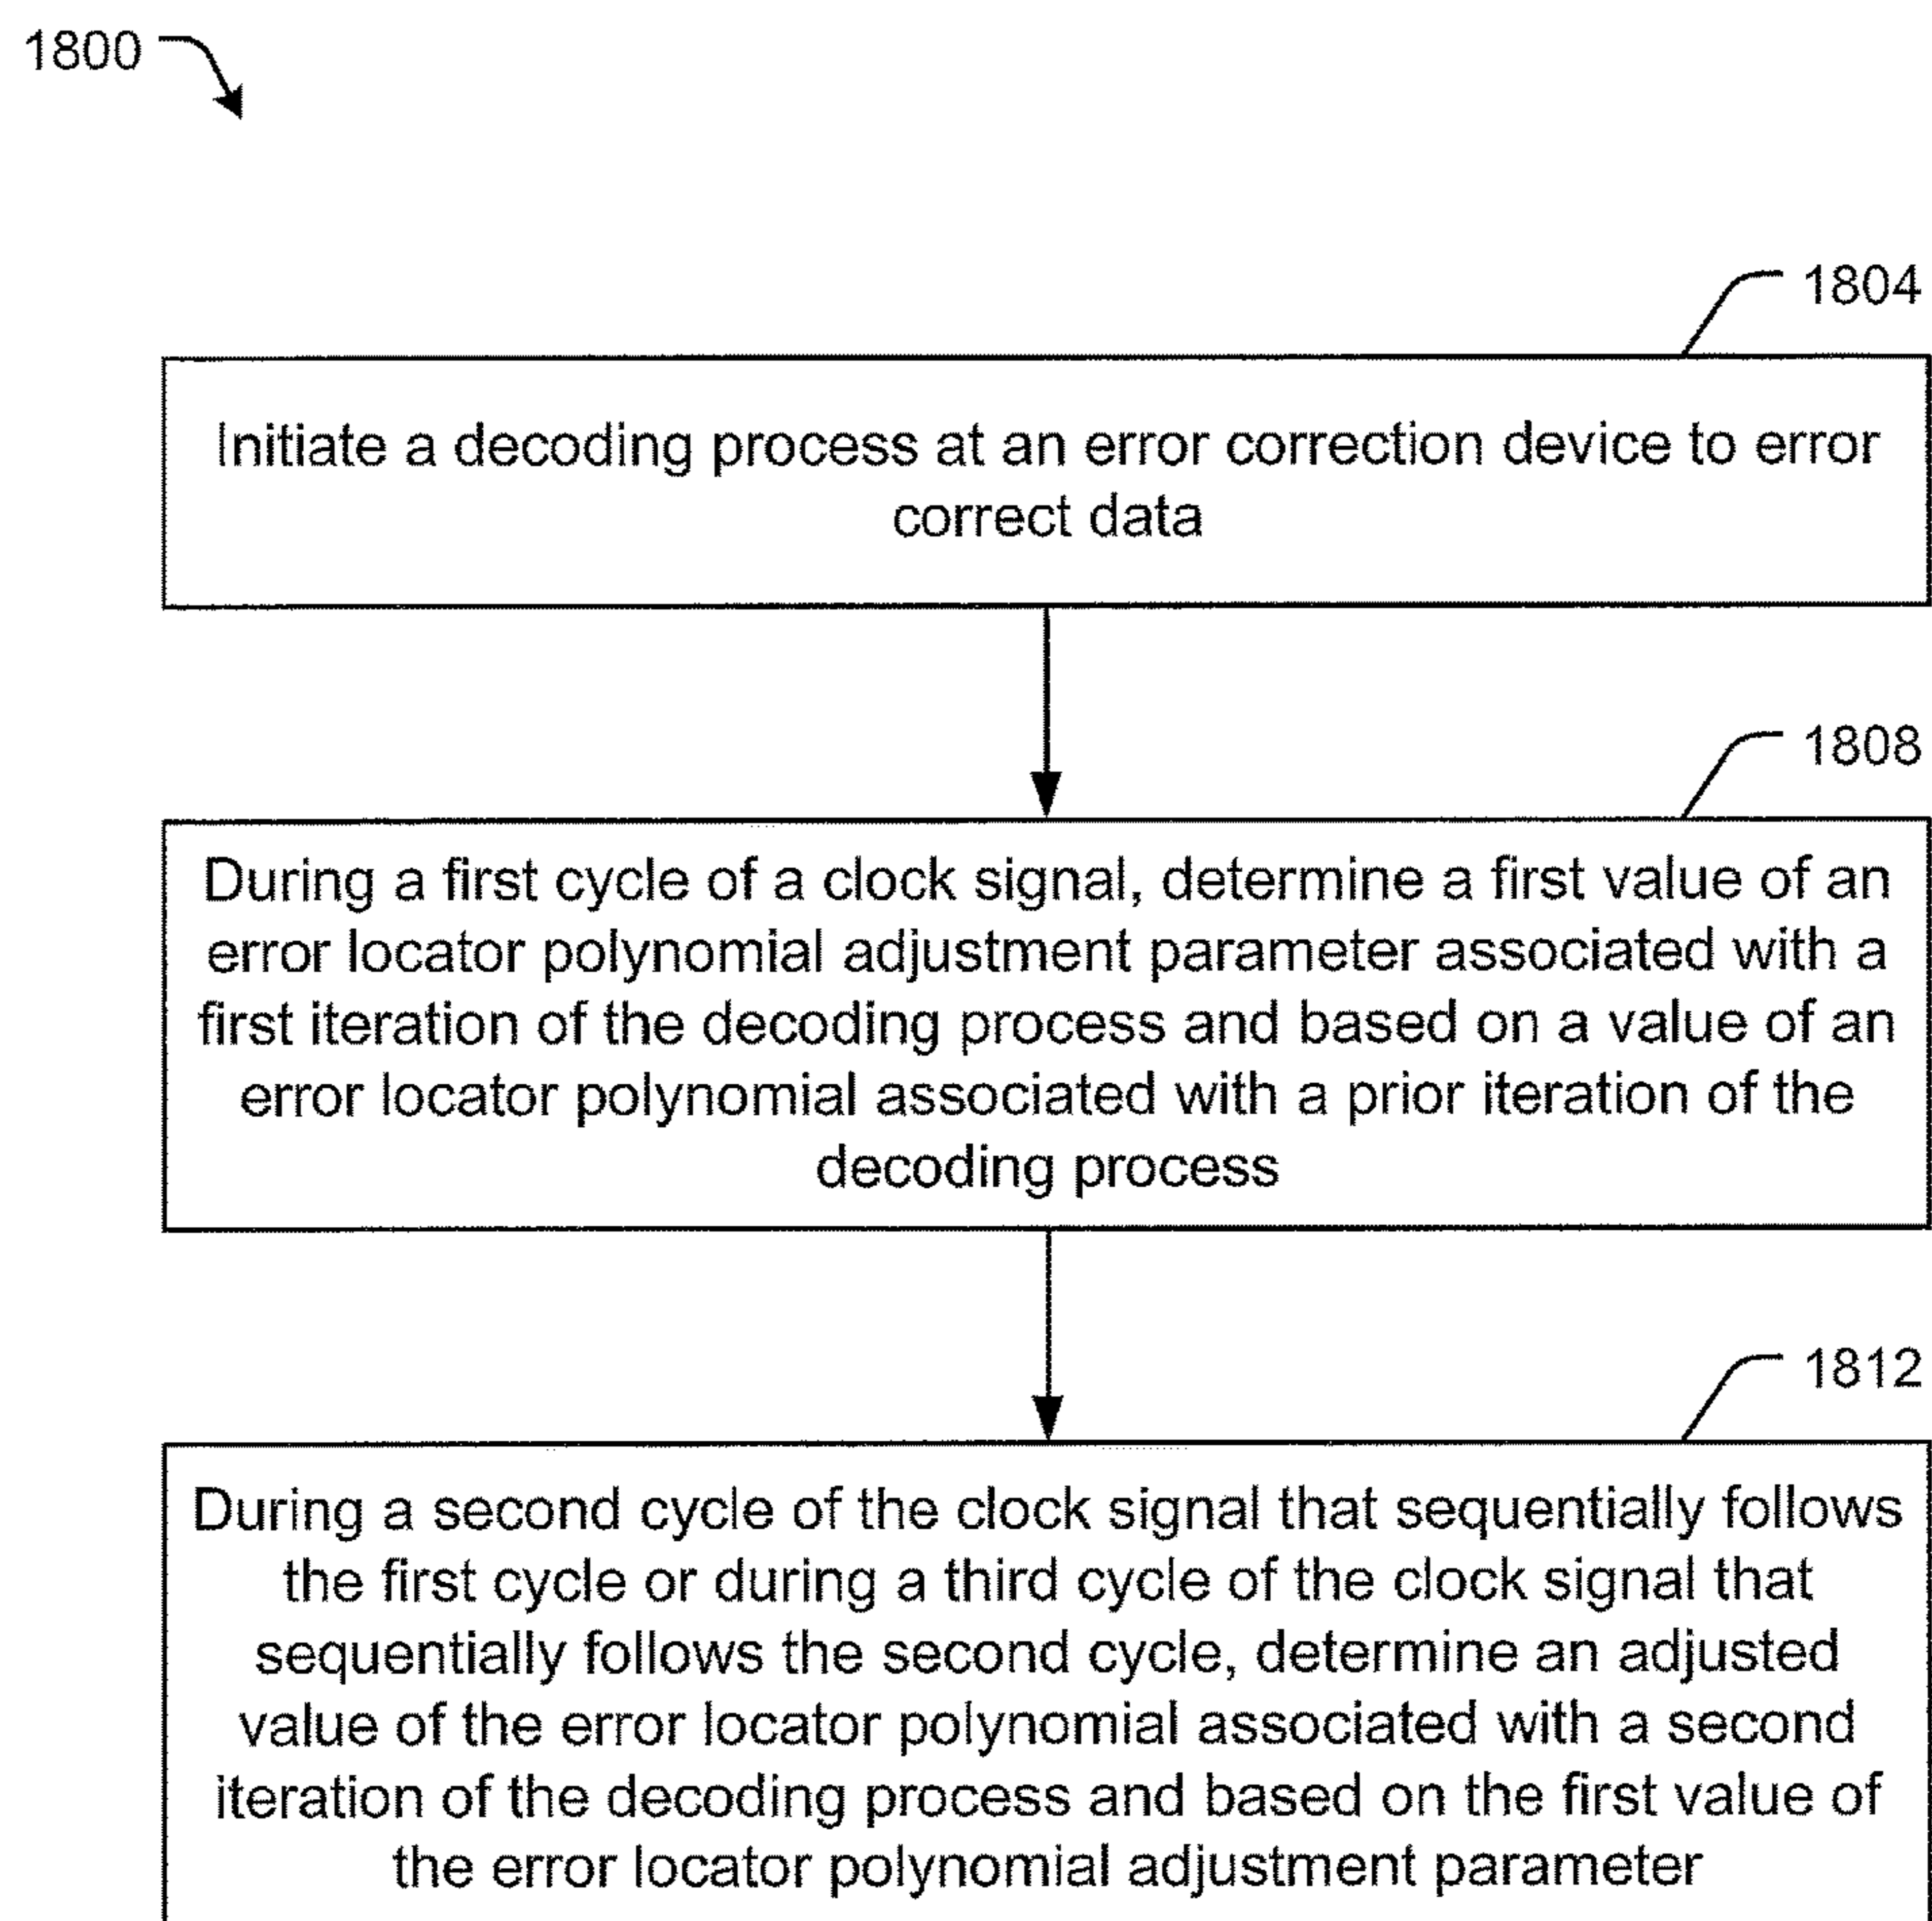 1800
1804
Initiate a decoding process at an error correction device to error
correct data
1808
During a first cycle of a clock signal, determine a first value of an
error locator polynomial adjustment parameter associated with a
first iteration of the decoding process and based on a value of an
error locator polynomial associated with a prior iteration of the
decoding process
1812
During a second cycle of the clock signal that sequentially follows
the first cycle or during a third cycle of the clock signal that
sequentially follows the second cycle, determine an adjusted
value of the error locator polynomial associated with a second
iteration of the decoding process and based on the first value of
the error locator polynomial adjustment parameter